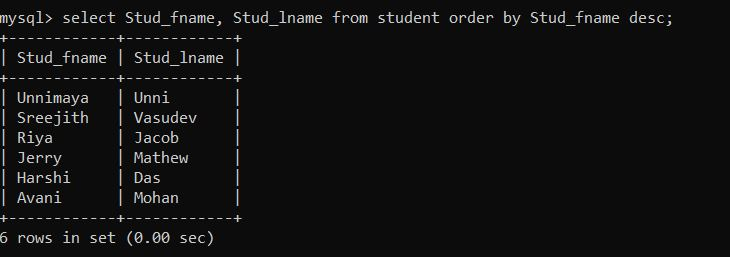 mysql> select Stud_fname, Stud_lname from student order by Stud_fname desc;
+------------+------------+
| Stud_fname | Stud_lname |
+------------+------------+
| Unnimaya   | Unni       |
| Sreejith   | Vasudev    |
| Riya       | Jacob      |
| Jerry      | Mathew     |
| Harshi     | Das        |
| Avani      | Mohan      |
+------------+------------+
6 rows in set (0.00 sec)